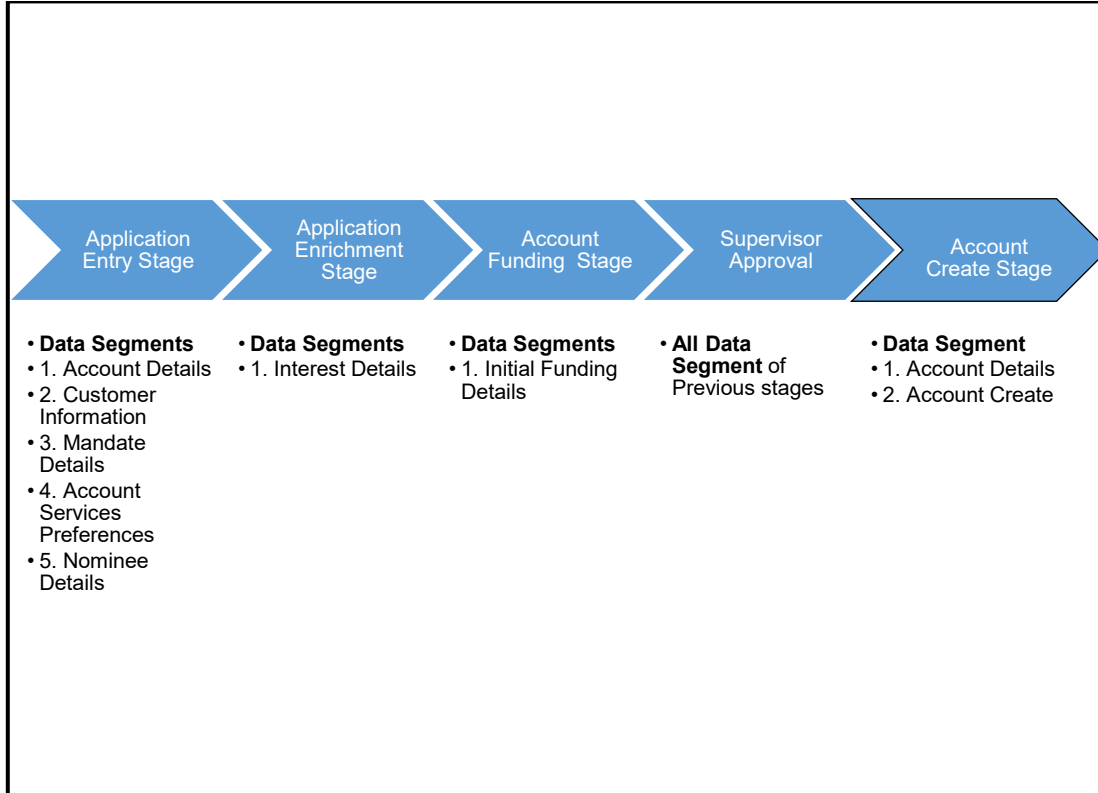 Application
Entry Stage
Application
Enrichment
Stage
Account
Funding  Stage
Supervisor
Approval
Account
Create Stage
• Data Segments
• 1. Account Details
• 2. Customer
Information
• 3. Mandate
Details
• 4. Account
Services
Preferences
• 5. Nominee
Details
• Data Segments
• 1. Interest Details
• Data Segments
• 1. Initial Funding
Details
• All Data
Segment of
Previous stages
• Data Segment
• 1. Account Details
• 2. Account Create